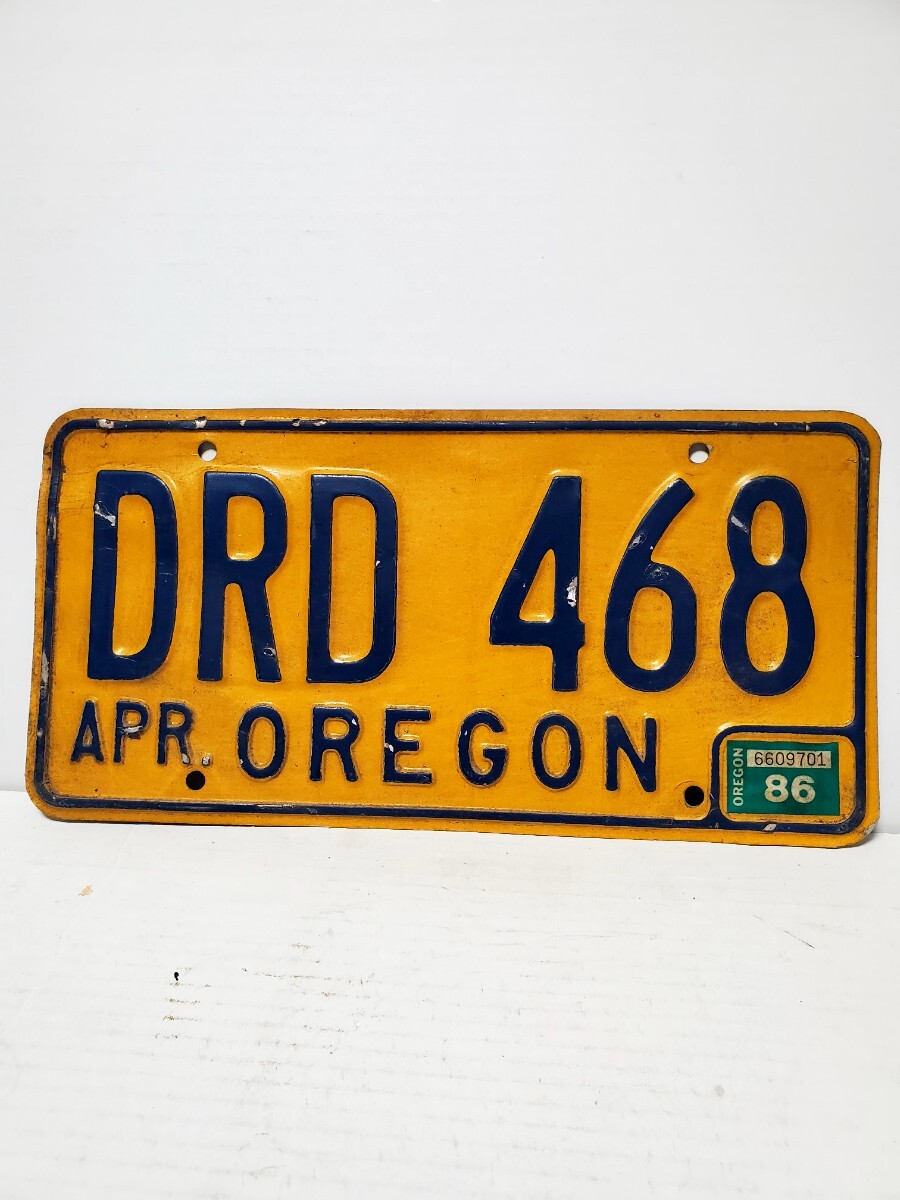 DRD 468
APR. OREGON
OREGON
6609701
86